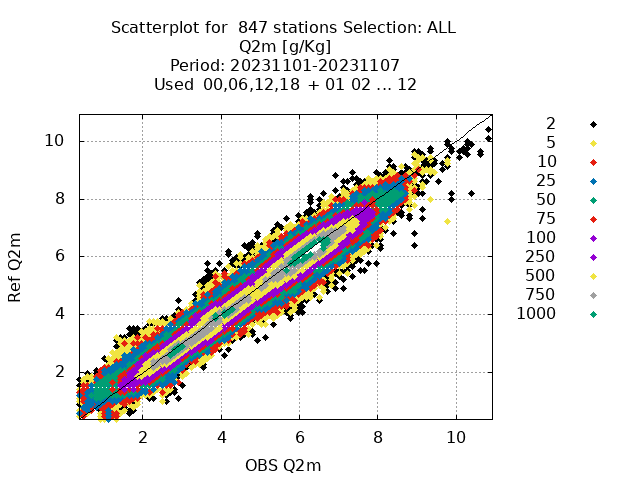 Scatterplot for  847 stations Selection: ALL
Q2m [g/Kg]
Period: 20231101-20231107
Used  00,06,12,18 + 01 02 ... 12
2
5
10
25
50
75
100
250
500
750
1000
Ref Q2m
10
8
6
4
2
2 4 6 8 10
OBS Q2m